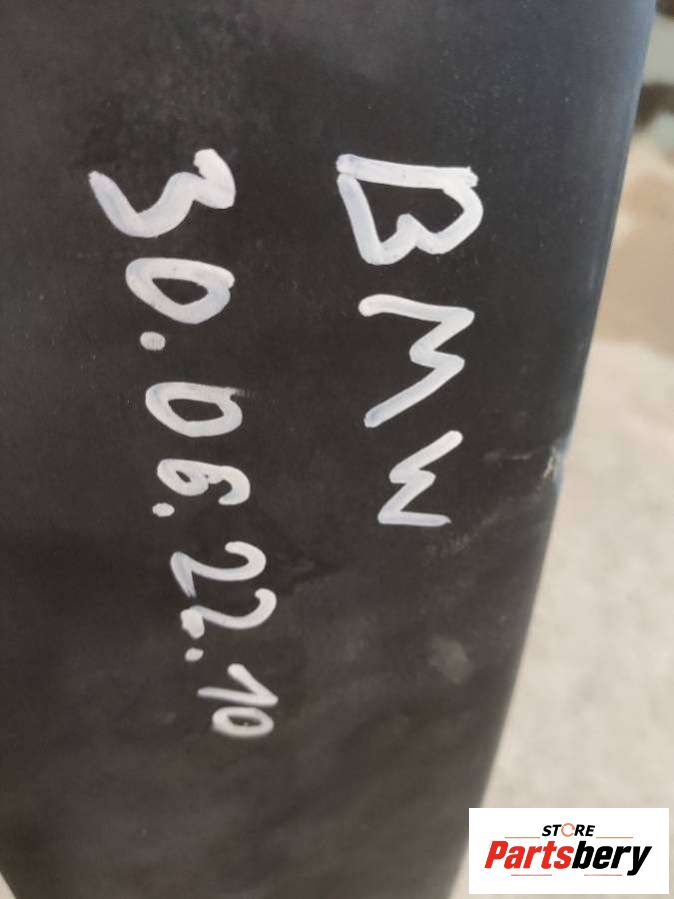 BMW
30.06.22.10
STORE
Partsbery